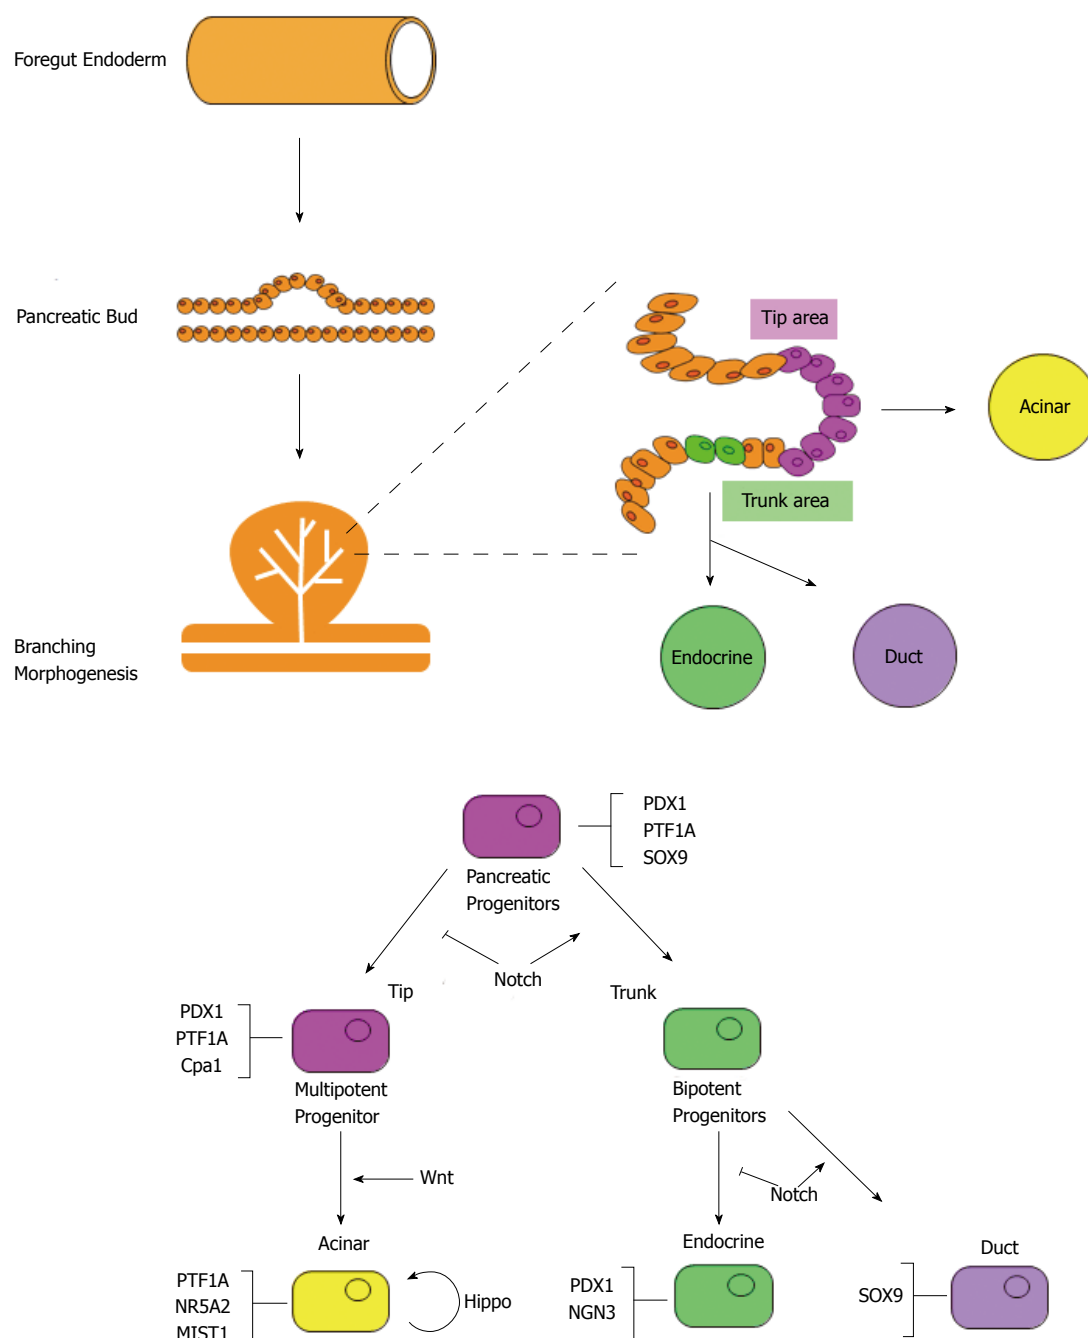 Foregut Endoderm
Pancreatic Bud
Tip area
Acinar
Trunk area
Branching
Morphogenesis
Endocrine
Duct
PDX1
PTF1A
SOX9
Pancreatic
Progenitors
Notch
Tip
Trunk
PDX1
PTF1A
Cpa1
Multipotent
Progenitor
Bipotent
Progenitors
Wnt
Notch
Acinar
Endocrine
Duct
PTF1A
NR5A2
MIST1
Hippo
PDX1
NGN3
SOX9